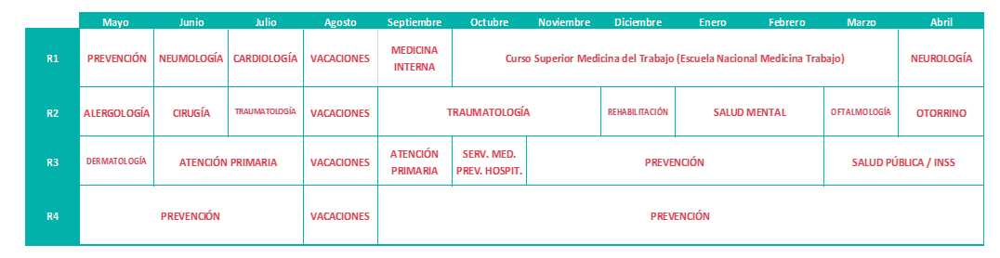 Mayo Junio Julio Agosto Septiembre Octubre Noviembre Diciembre Enero Febrero Marzo Abril
R1 PREVENCIÓN NEUMOLOGÍA CARDIOLOGÍA VACACIONES MEDICINA INTERNA Curso Superior Medicina del Trabajo (Escuela Nacional Medicina Trabajo) NEUROLOGÍA
R2 ALERGOLOGÍA CIRUGÍA TRAUMATOLOGÍA VACACIONES TRAUMATOLOGÍA REHABILITACIÓN SALUD MENTAL OFTALMOLOGÍA OTORRINO
R3 DERMATOLOGÍA ATENCIÓN PRIMARIA VACACIONES ATENCIÓN PRIMARIA SERV. MED. PREV. HOSPIT. PREVENCIÓN SALUD PÚBLICA / INSS
R4 PREVENCIÓN VACACIONES PREVENCIÓN